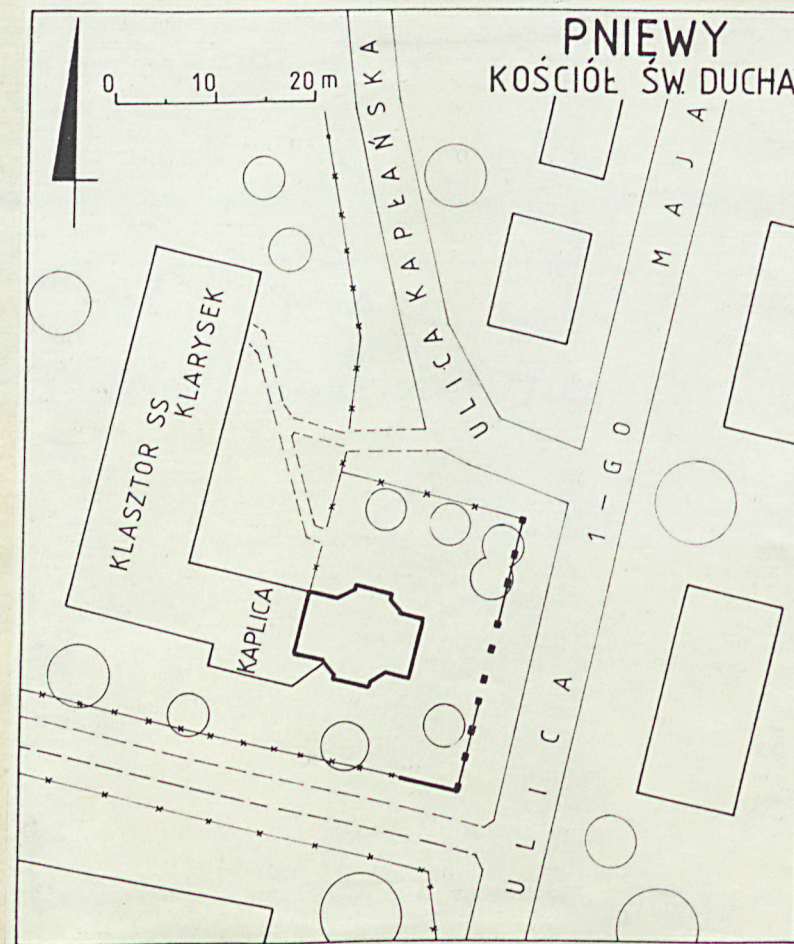 PNIEWY
KOŚCIÓŁ ŚW. DUCHA
0 10 20 m
ULICA KAPŁAŃSKA
ULICA 1-GO MAJA
KLASZTOR SS
KLARYSEK
KAPLICA